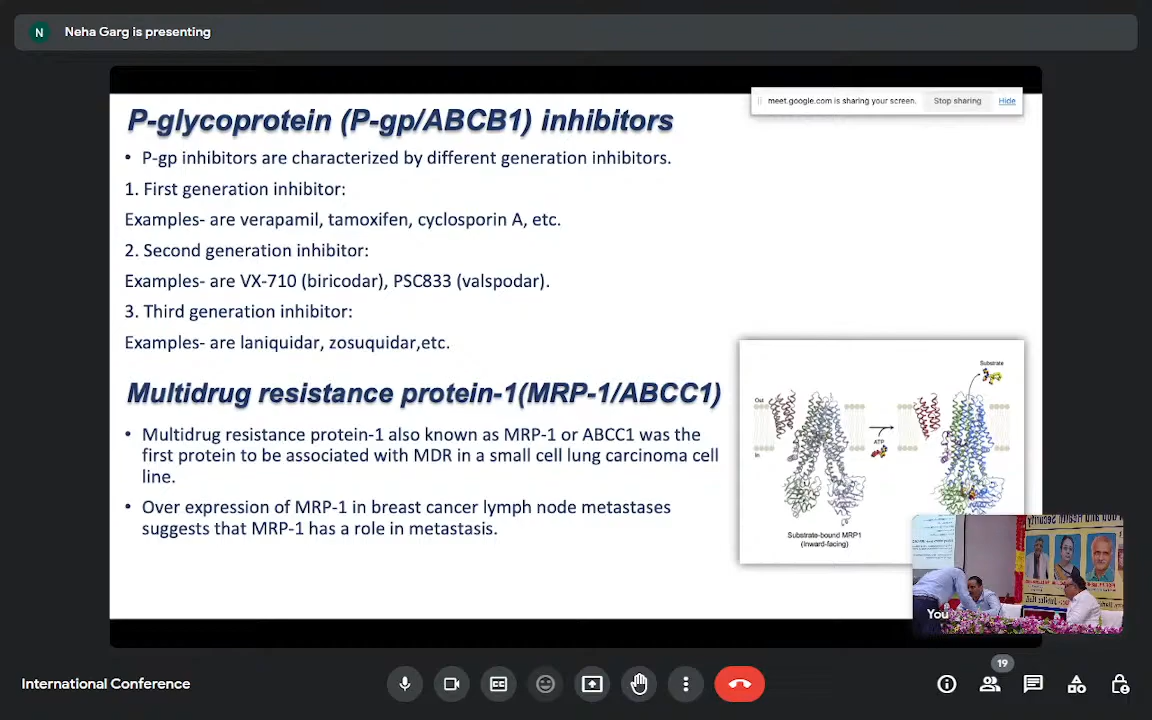 N
Neha Garg is presenting
meet.google.com is sharing your screen.
Stop sharing
Hide
P-glycoprotein (P-gp/ABCB1) inhibitors
• P-gp inhibitors are characterized by different generation inhibitors.
1. First generation inhibitor:
Examples- are verapamil, tamoxifen, cyclosporin A, etc.
2. Second generation inhibitor:
Examples- are VX-710 (biricodar), PSC833 (valspodar).
3. Third generation inhibitor:
Examples- are laniquidar, zosuquidar,etc.
Multidrug resistance protein-1(MRP-1/ABCC1)
• Multidrug resistance protein-1 also known as MRP-1 or ABCC1 was the
first protein to be associated with MDR in a small cell lung carcinoma cell
line.
• Over expression of MRP-1 in breast cancer lymph node metastases
suggests that MRP-1 has a role in metastasis.
Substrate
Out
ATP
In
Substrate-bound MRP1
(Inward-facing)
You
International Conference
19